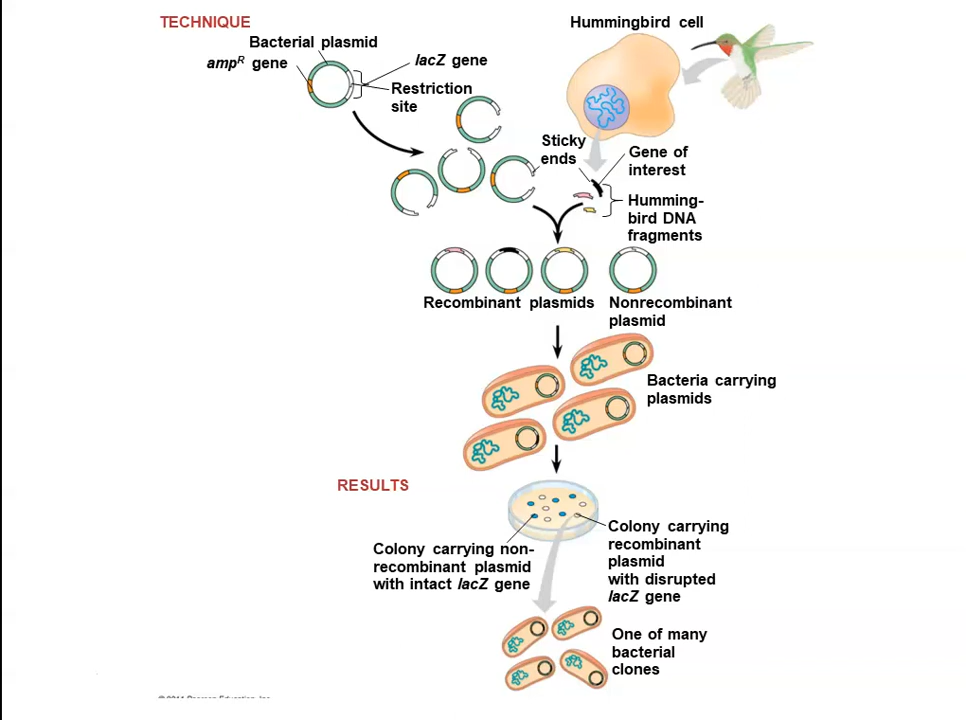 TECHNIQUE
Bacterial plasmid
ampR gene
lacZ gene
Restriction
site
Hummingbird cell
Sticky
ends
Gene of
interest
Humming-
bird DNA
fragments
Recombinant plasmids
Nonrecombinant
plasmid
Bacteria carrying
plasmids
RESULTS
Colony carrying non-
recombinant plasmid
with intact lacZ gene
Colony carrying
recombinant
plasmid
with disrupted
lacZ gene
One of many
bacterial
clones